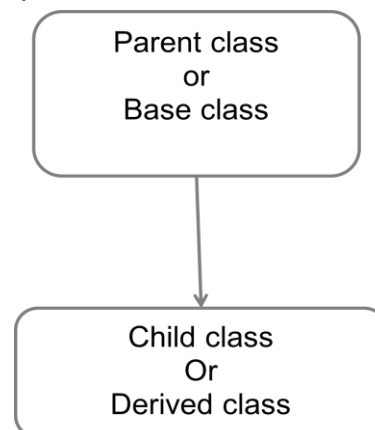 Parent class
or
Base class
Child class
Or
Derived class